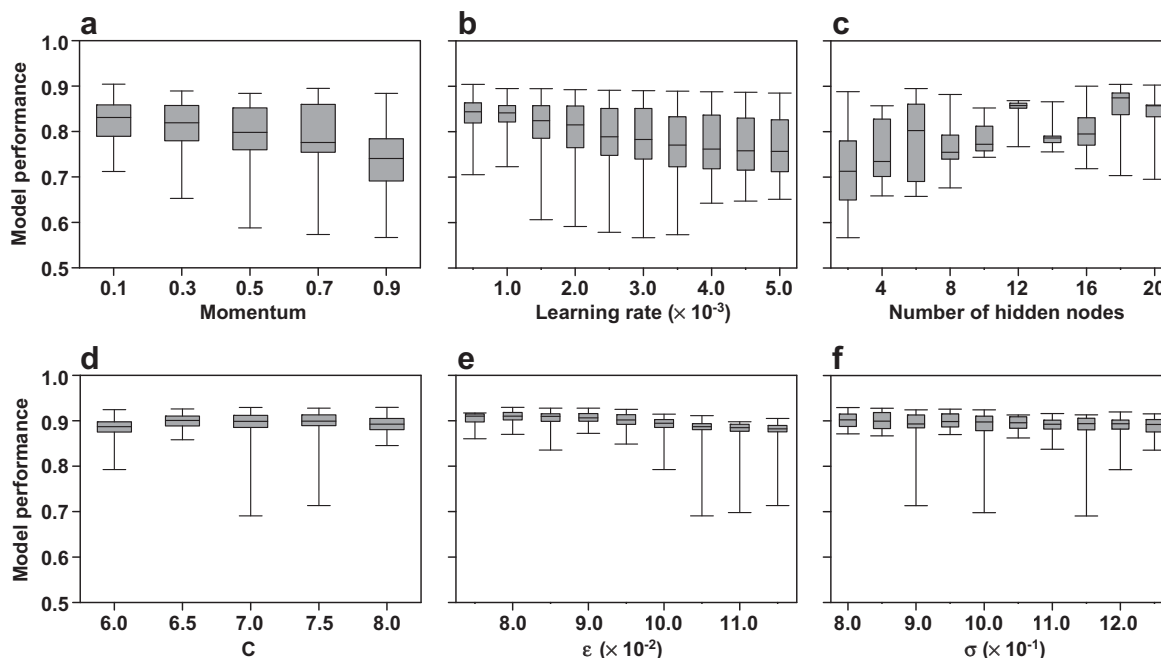 a b c
Model performance
1.0
0.9
0.8
0.7
0.6
0.5
0.1 0.3 0.5 0.7 0.9
Momentum
1.0 2.0 3.0 4.0 5.0
Learning rate (× 10⁻³)
4 8 12 16 20
Number of hidden nodes
d e f
Model performance
1.0
0.9
0.8
0.7
0.6
0.5
6.0 6.5 7.0 7.5 8.0
C
8.0 9.0 10.0 11.0
ε (× 10⁻²)
8.0 9.0 10.0 11.0 12.0
σ (× 10⁻¹)